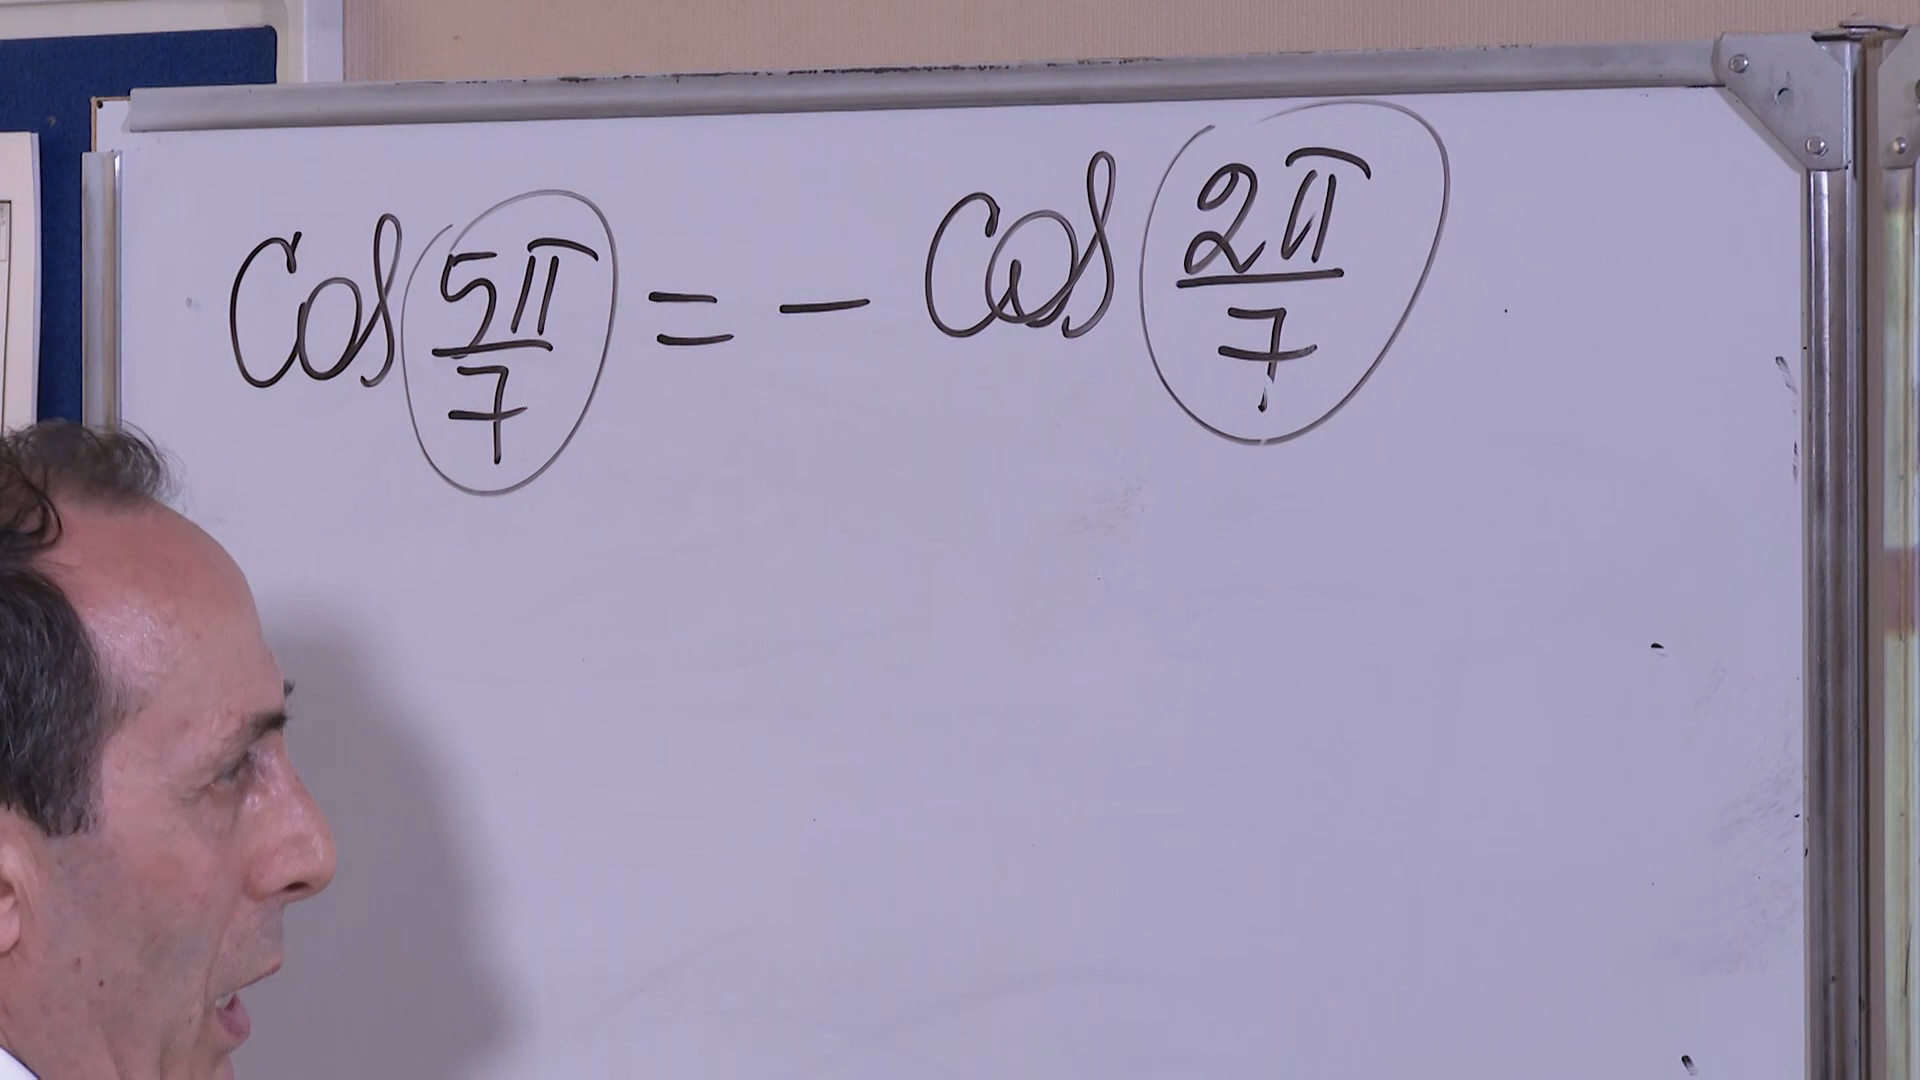 cos 5π/7 = - cos 2π/7